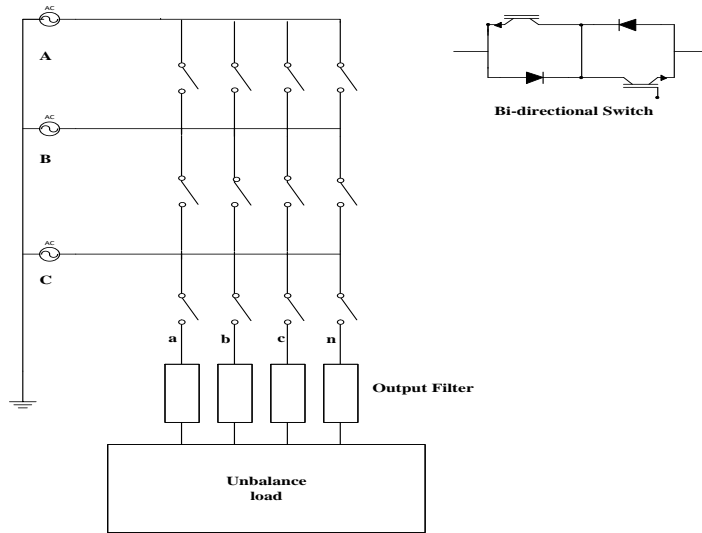 AC
A
Bi-directional Switch
AC
B
AC
C
a b c n
Output Filter
Unbalance
load